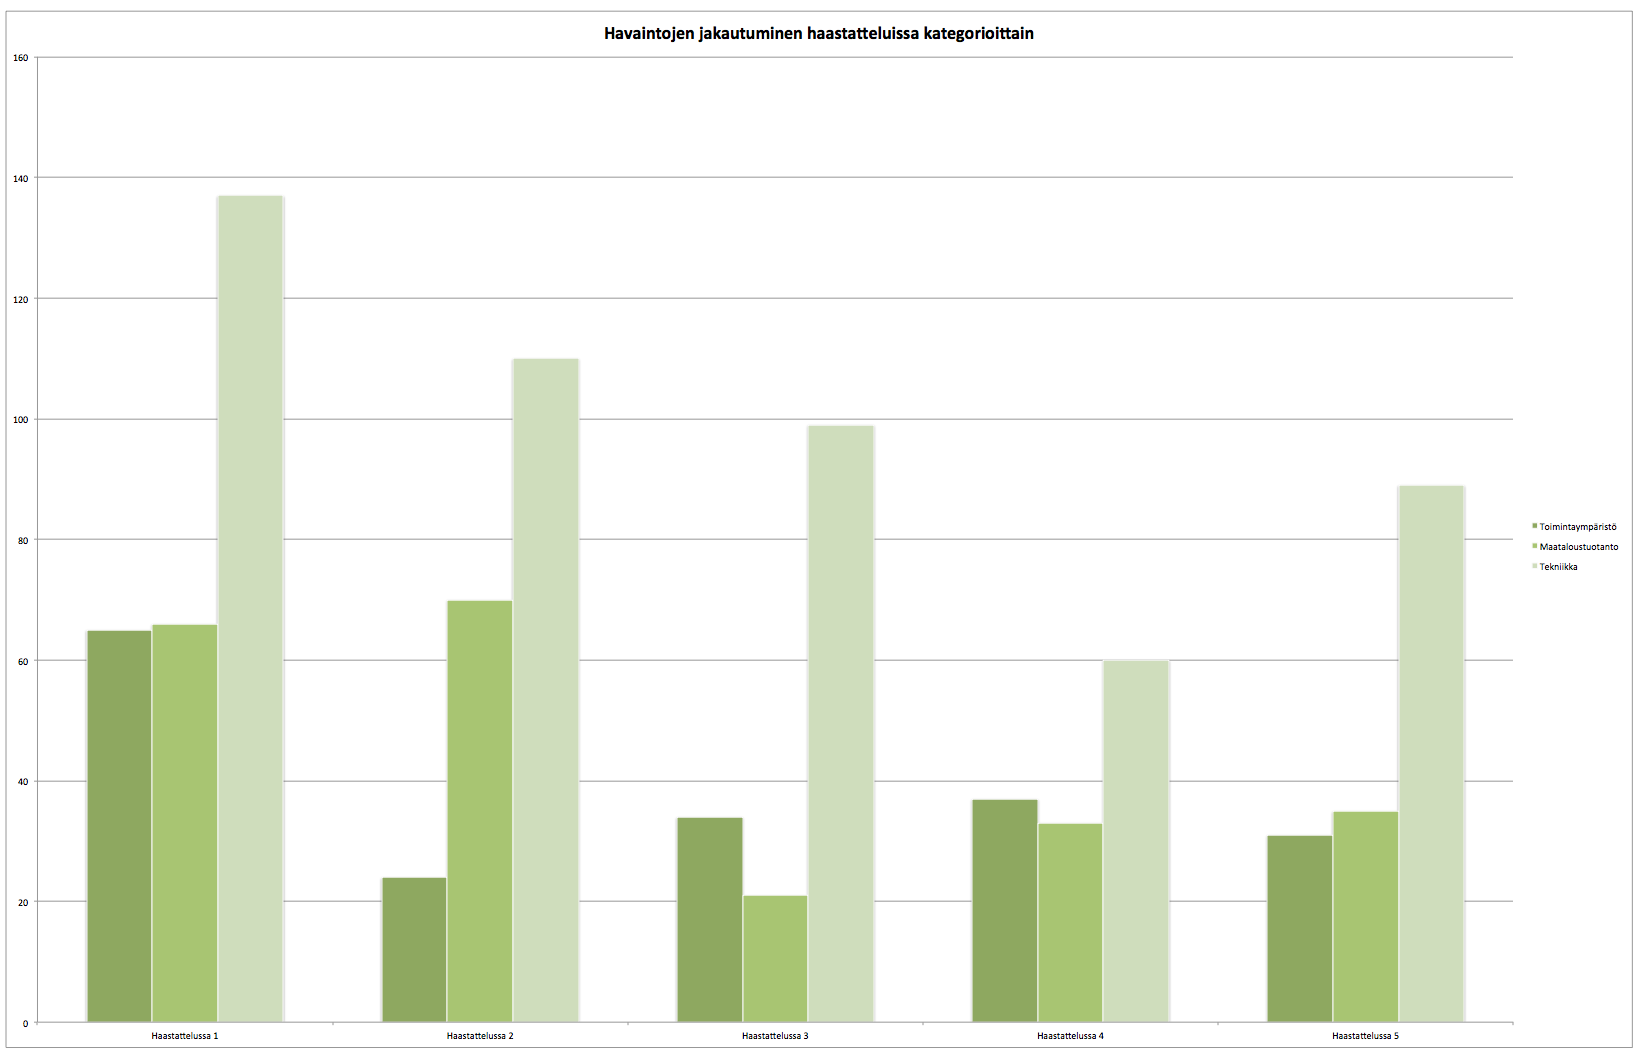 Havaintojen jakautuminen haastatteluissa kategorioittain
160
140
120
100
80
60
40
20
0
Haastattelussa 1
Haastattelussa 2
Haastattelussa 3
Haastattelussa 4
Haastattelussa 5
Toimintaympäristö
Maataloustuotanto
Tekniikka